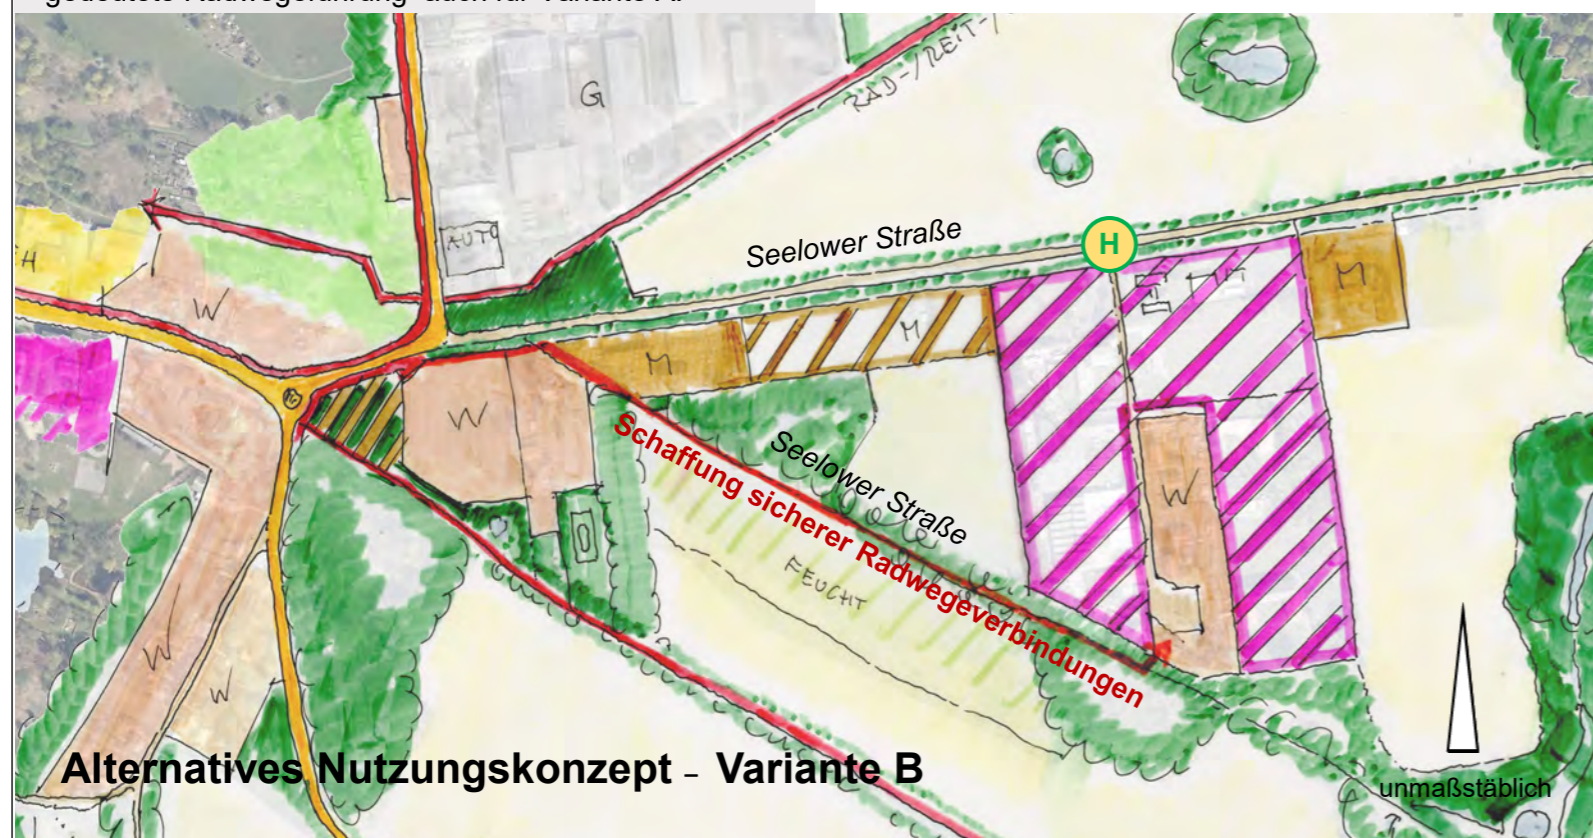 G
RAD-/REIT-/
AUTO
Seelower Straße
H
H
W
M
M
M
W
Schaffung sicherer Radwegeverbindungen
Seelower Straße
W
FEUCHT
W
W
Alternatives Nutzungskonzept - Variante B
unmaßstäblich